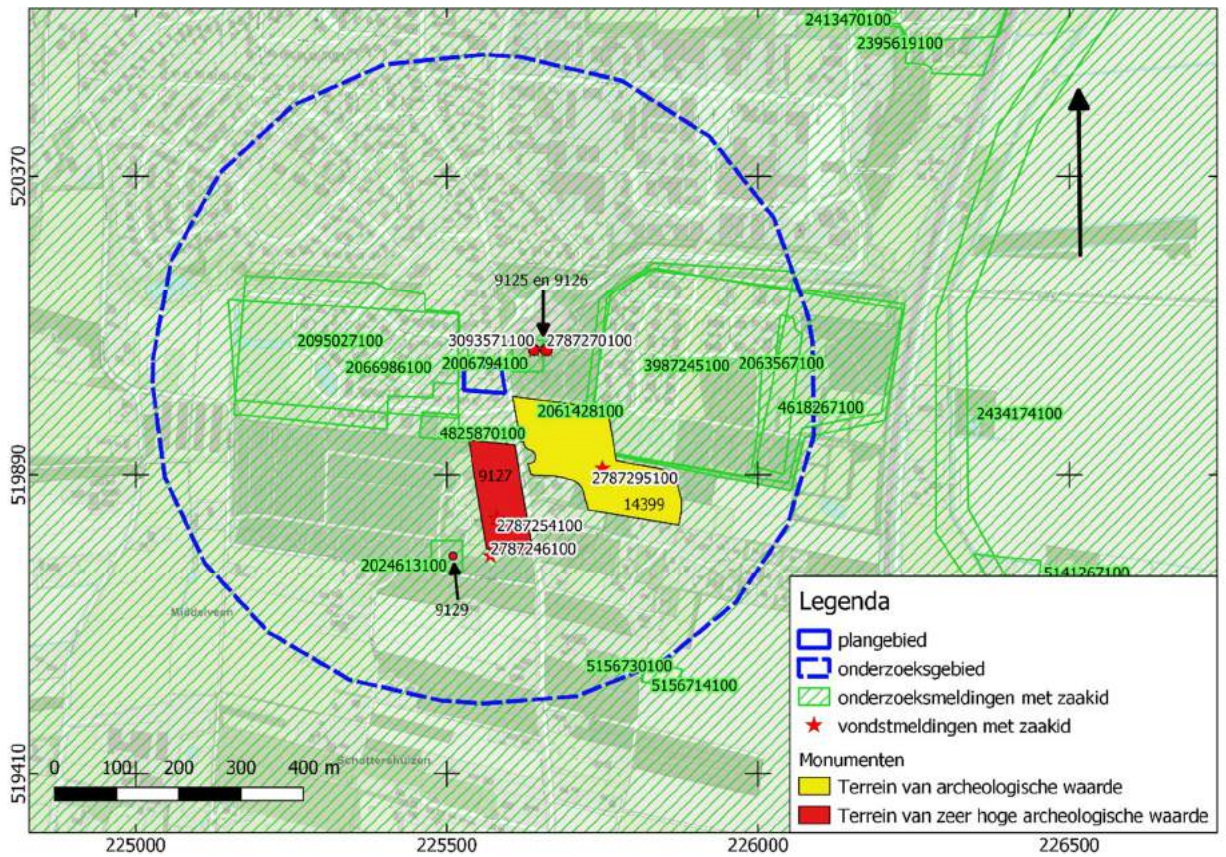 2413470100
2395619100
520370
9125 en 9126
3093571100
2787270100
2095027100
2066986100
2006794100
3987245100
2063567100
2061428100
4618267100
2434174100
4825870100
519890
9127
2787295100
14399
2787254100
2787246100
2024613100
5141267100
9129
Middelveen
Legenda
plangebied
onderzoeksgebied
onderzoeksmeldingen met zaakid
vondstmeldingen met zaakid
Monumenten
Terrein van archeologische waarde
Terrein van zeer hoge archeologische waarde
5156730100
5156714100
Schottershuizen
519410
0 100 200 300 400 m
225000 225500 226000 226500